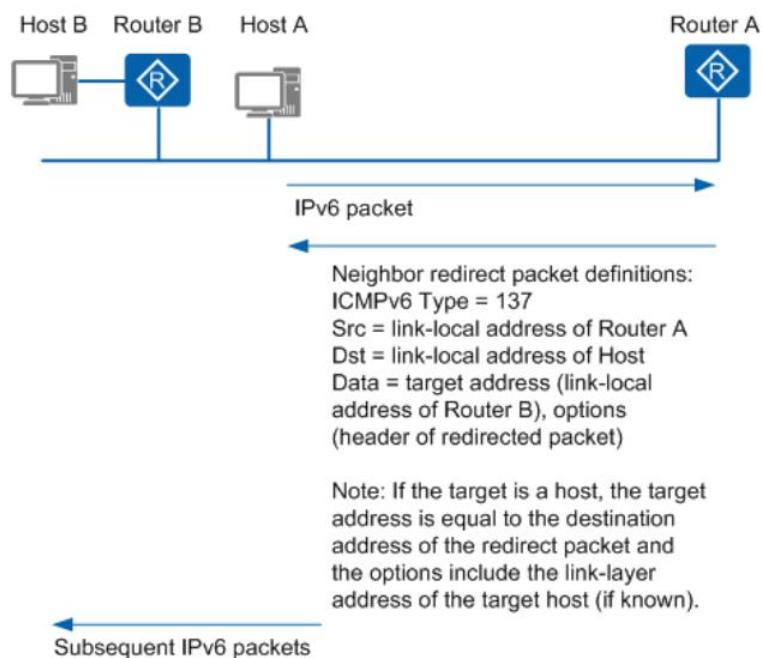 Host B Router B Host A Router A
R R
IPv6 packet
Neighbor redirect packet definitions:
ICMPv6 Type = 137
Src = link-local address of Router A
Dst = link-local address of Host
Data = target address (link-local
address of Router B), options
(header of redirected packet)
Note: If the target is a host, the target
address is equal to the destination
address of the redirect packet and
the options include the link-layer
address of the target host (if known).
Subsequent IPv6 packets